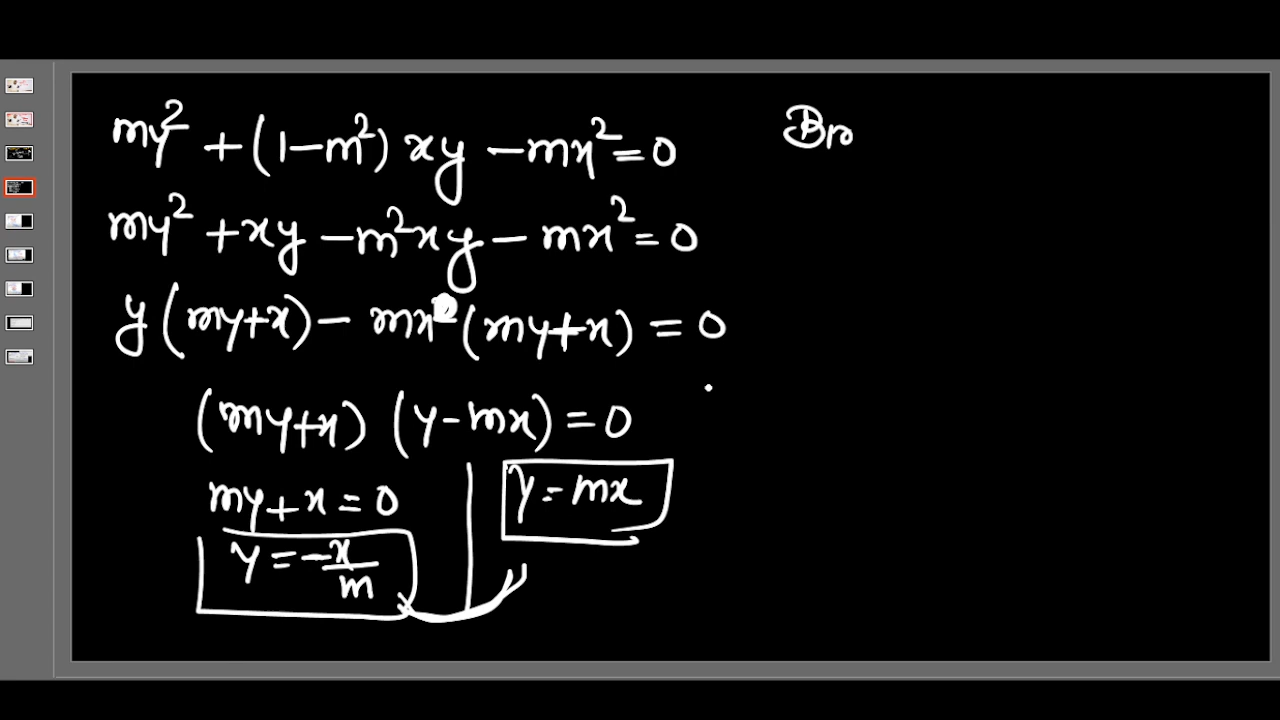 my² + (1-m²) xy - mx² = 0
Bro
my² + xy - m²xy - mx² = 0
y (my+x) - mx (my+x) = 0
(my+x) (y-mx) = 0
my+x = 0
y = mx
y = -x/m